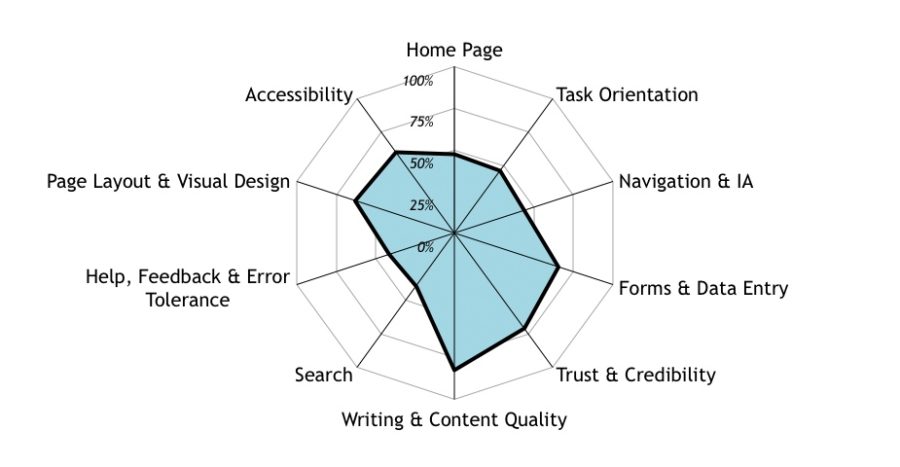 Home Page
100%
Accessibility
Task Orientation
75%
50%
Page Layout & Visual Design
Navigation & IA
25%
0%
Help, Feedback & Error
Tolerance
Forms & Data Entry
Search
Trust & Credibility
Writing & Content Quality